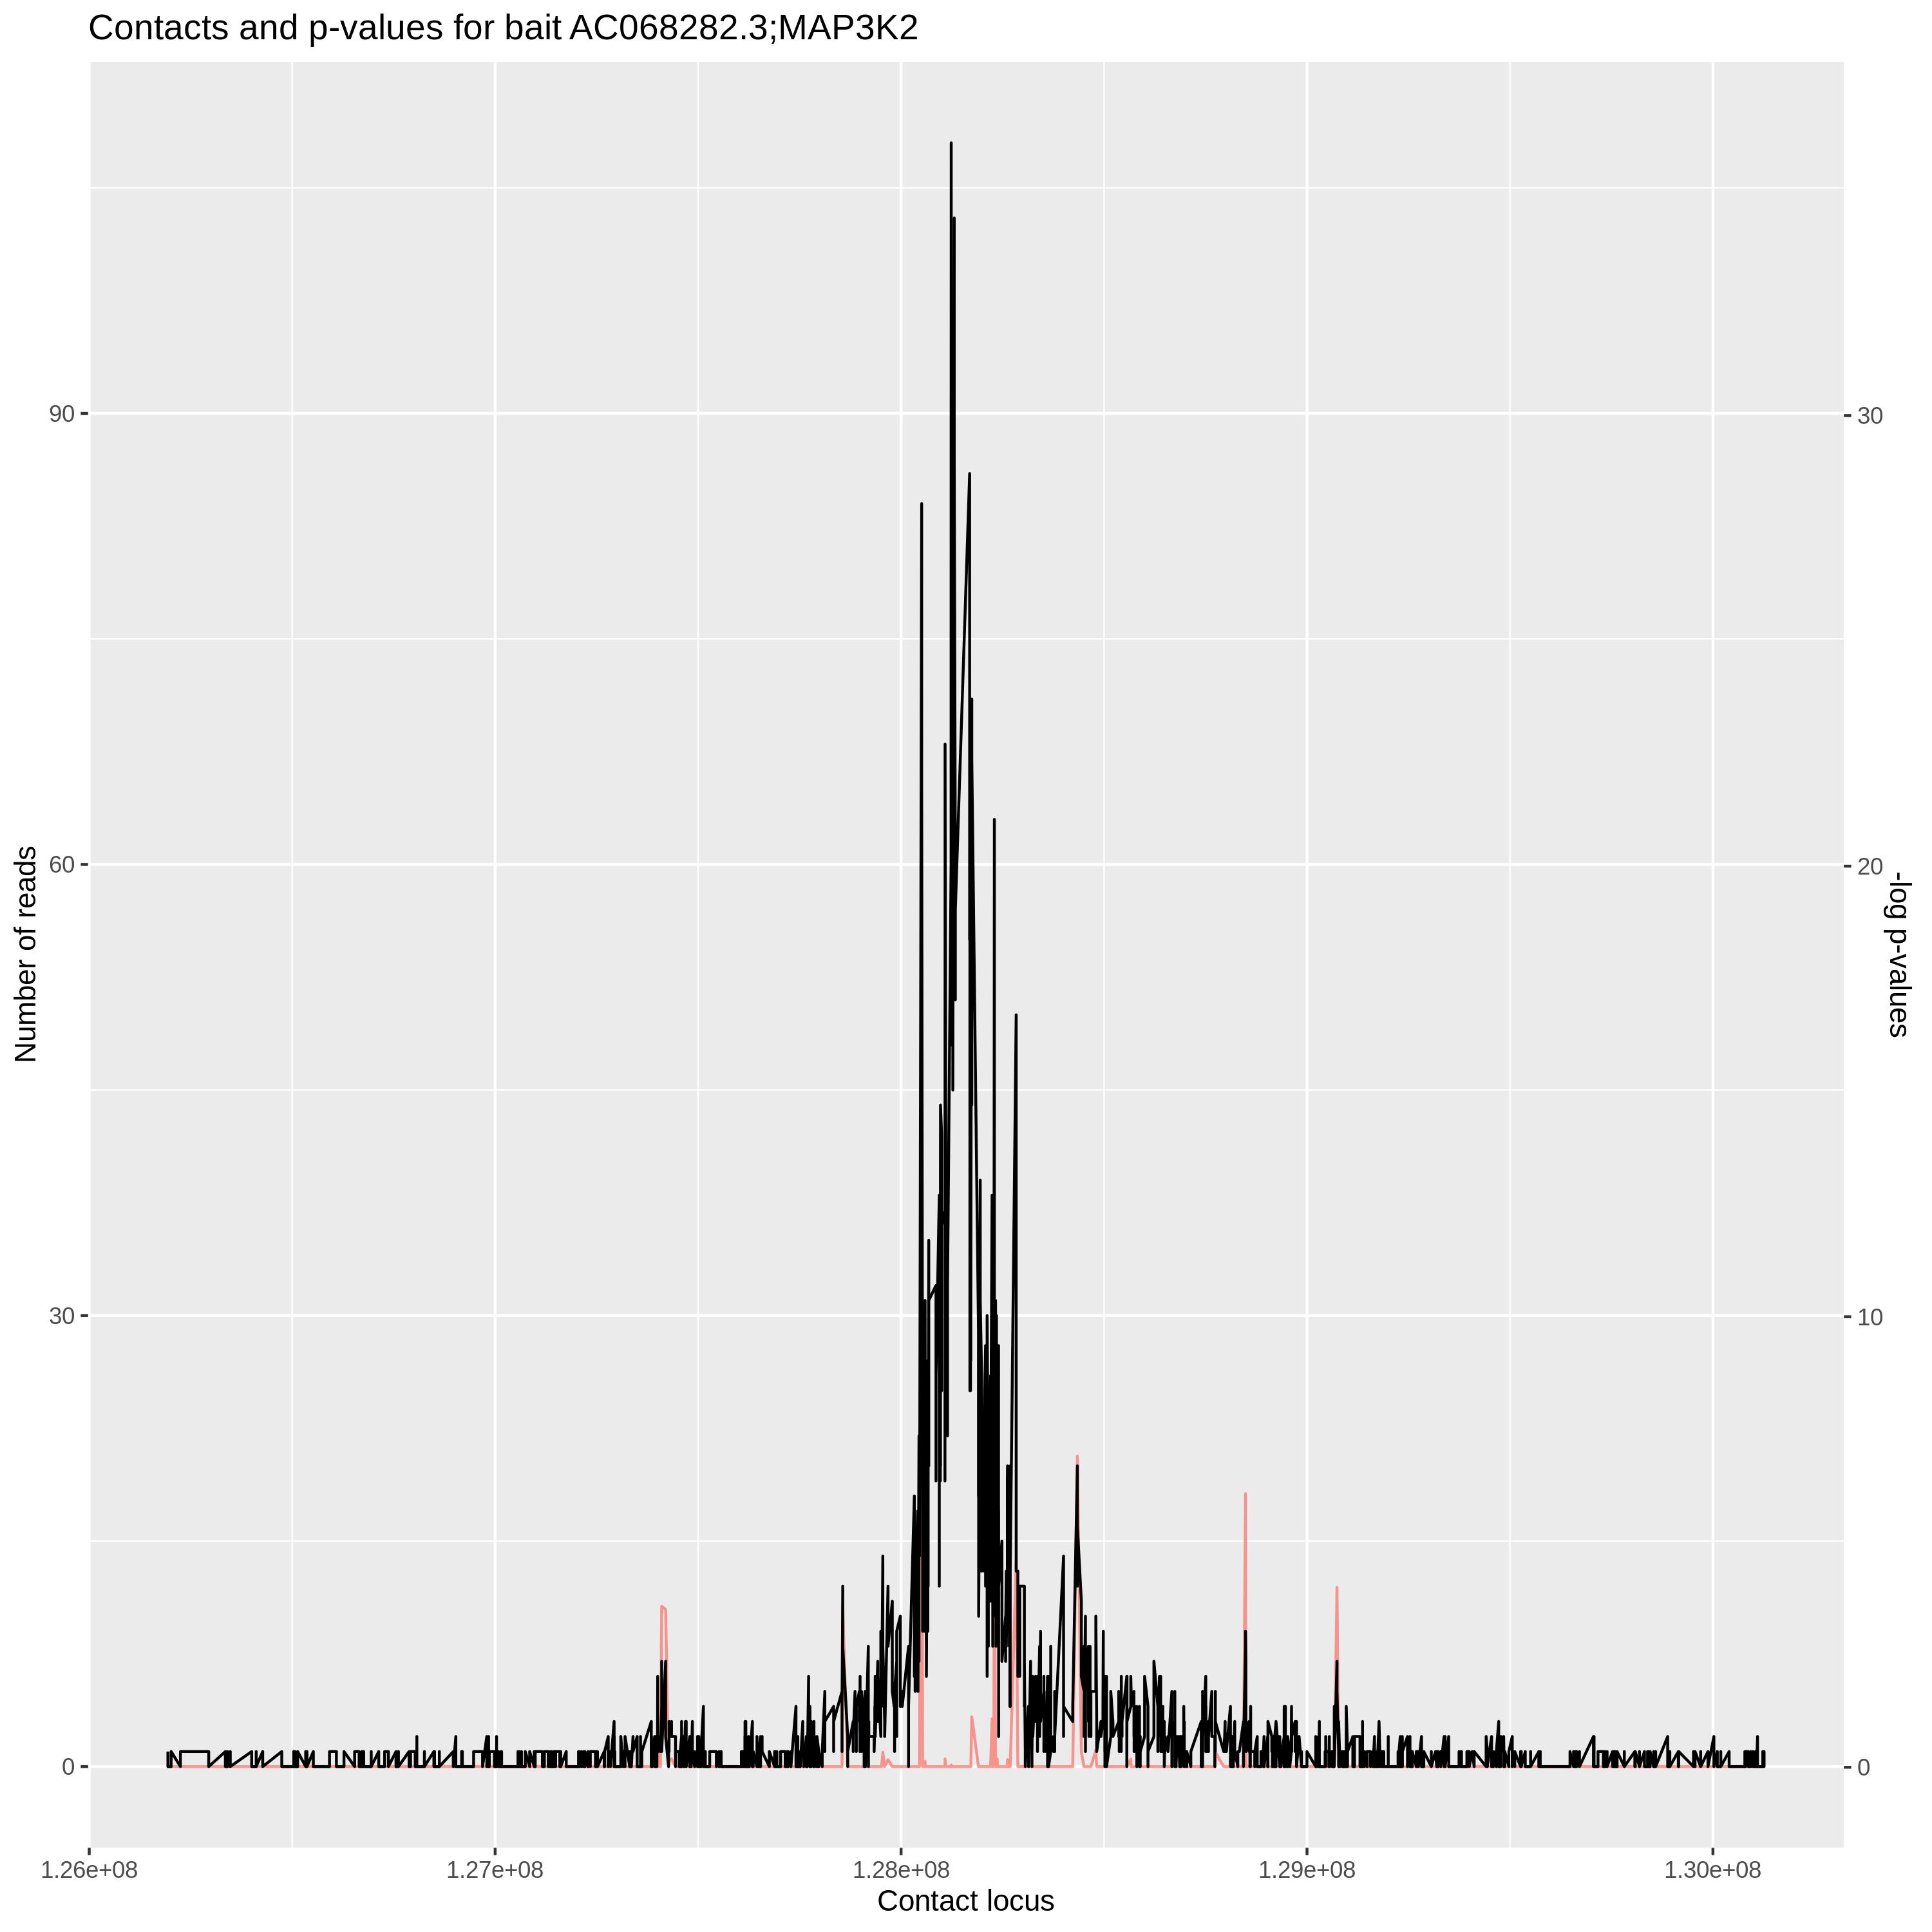 Contacts and p-values for bait AC068282.3;MAP3K2
90
60
30
0
Number of reads
30
20
10
0
-log p-values
1.26e+08
1.27e+08
1.28e+08
1.29e+08
1.30e+08
Contact locus